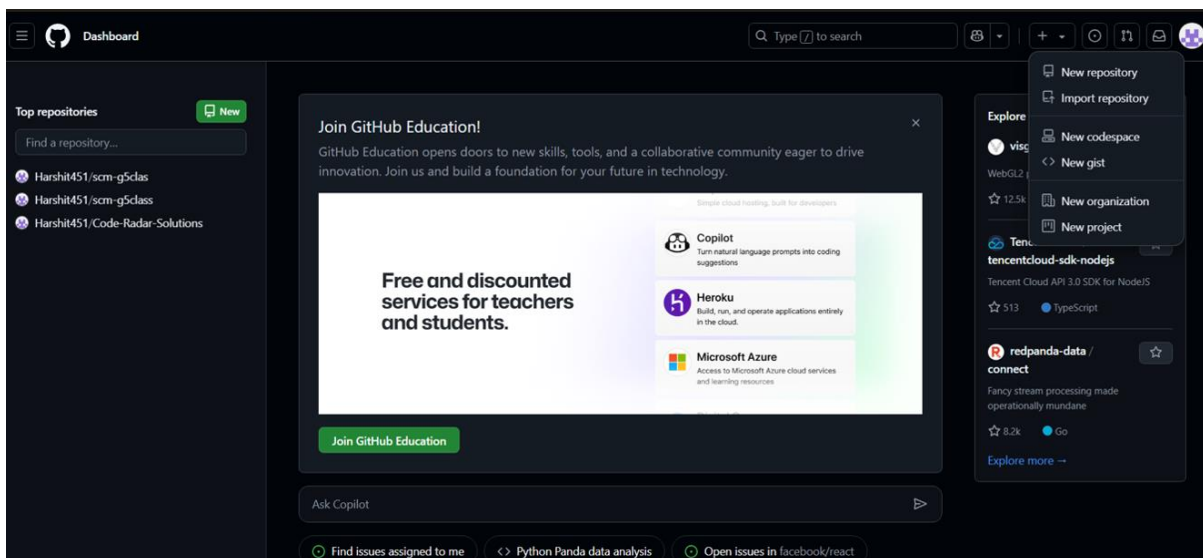 Dashboard
Type / to search
New repository
Import repository
New codespace
New gist
New organization
New project
Top repositories
New
Find a repository...
Harshit451/scm-g5clas
Harshit451/scm-g5class
Harshit451/Code-Radar-Solutions
Join GitHub Education!
GitHub Education opens doors to new skills, tools, and a collaborative community eager to drive
innovation. Join us and build a foundation for your future in technology.
Simple cloud hosting, built for developers
Free and discounted
services for teachers
and students.
Copilot
Turn natural language prompts into coding
suggestions
Heroku
Build, run, and operate applications entirely
in the cloud.
Microsoft Azure
Access to Microsoft Azure cloud services
and learning resources
Join GitHub Education
Ask Copilot
Find issues assigned to me
Python Panda data analysis
Open issues in facebook/react
Explore
WebGL2
12.5k
tencentcloud-sdk-nodejs
Tencent Cloud API 3.0 SDK for NodeJS
513 TypeScript
redpanda-data /
connect
Fancy stream processing made
operationally mundane
8.2k Go
Explore more →